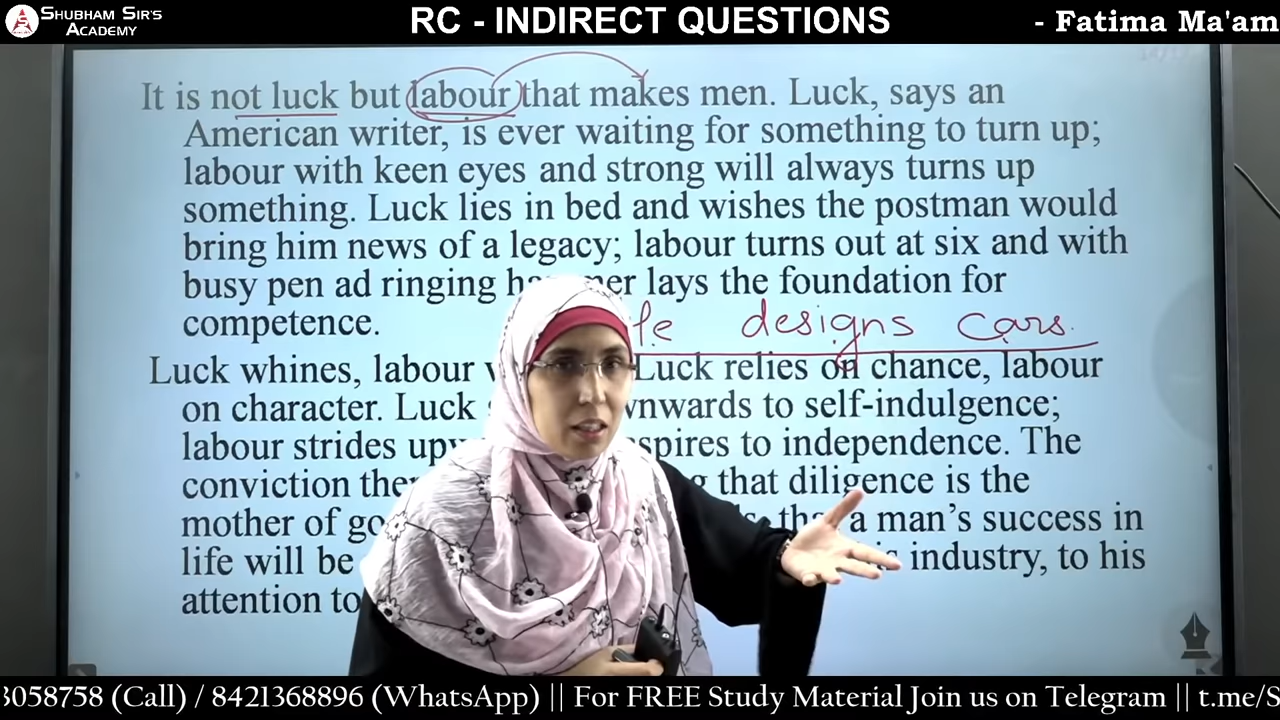 SHUBHAM SIR'S
ACADEMY
RC - INDIRECT QUESTIONS
- Fatima Ma'am
It is not luck but labour that makes men. Luck, says an
American writer, is ever waiting for something to turn up;
labour with keen eyes and strong will always turns up
something. Luck lies in bed and wishes the postman would
bring him news of a legacy; labour turns out at six and with
busy pen ad ringing lays the foundation for
competence. designs cars.
Luck whines, labour Luck relies on chance, labour
on character. Luck to self-indulgence;
labour strides to independence. The
conviction that diligence is the
mother of a man's success in
life will be industry, to his
attention to
3058758 (Call) / 8421368896 (WhatsApp) || For FREE Study Material Join us on Telegram || t.me/S